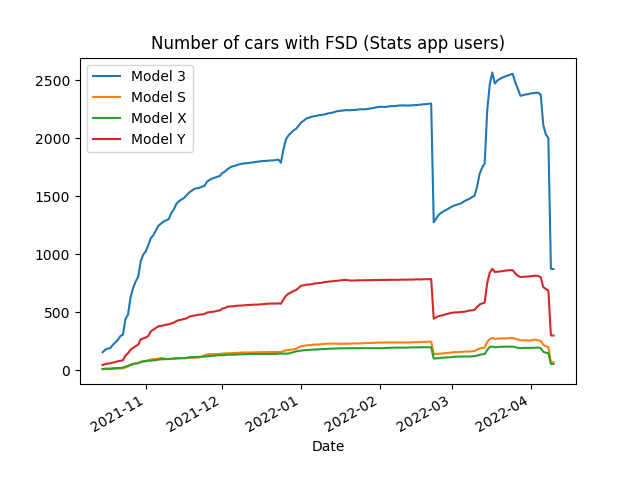 Number of cars with FSD (Stats app users)
Model 3
Model S
Model X
Model Y
2500
2000
1500
1000
500
0
2021-11
2021-12
2022-01
2022-02
2022-03
2022-04
Date